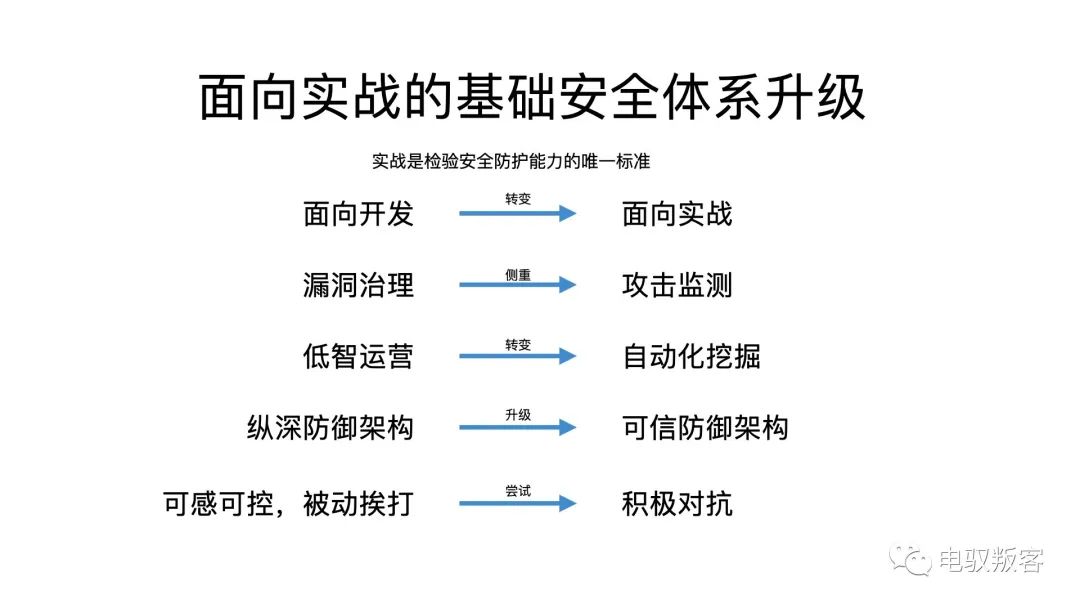 面向实战的基础安全体系升级
实战是检验安全防护能力的唯一标准
面向开发 转变 面向实战
漏洞治理 侧重 攻击监测
低智运营 转变 自动化挖掘
纵深防御架构 升级 可信防御架构
可感可控，被动挨打 尝试 积极对抗
电驭叛客